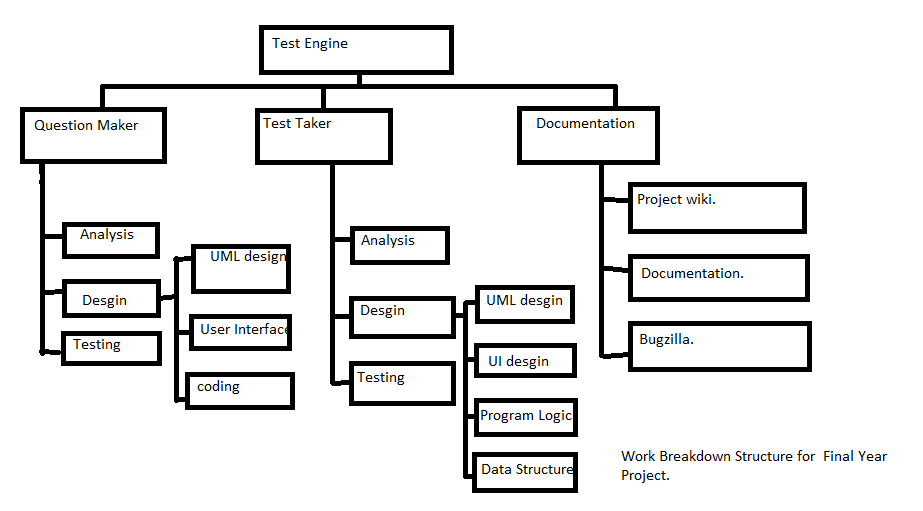 Test Engine
Question Maker
Test Taker
Documentation
Analysis
Desgin
Testing
UML design
User Interface
coding
Analysis
Desgin
Testing
UML desgin
UI desgin
Program Logic
Data Structure
Project wiki.
Documentation.
Bugzilla.
Work Breakdown Structure for  Final Year
Project.